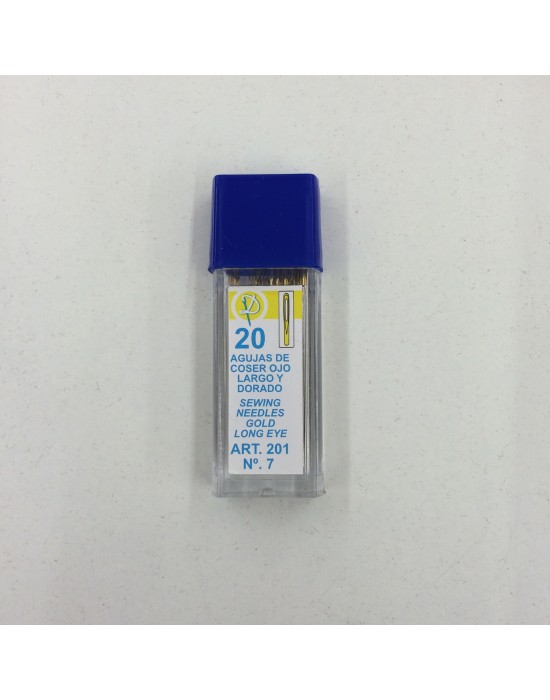 20
AGUJAS DE
COSER OJO
LARGO Y
DORADO
SEWING
NEEDLES
GOLD
LONG EYE
ART. 201
Nº. 7